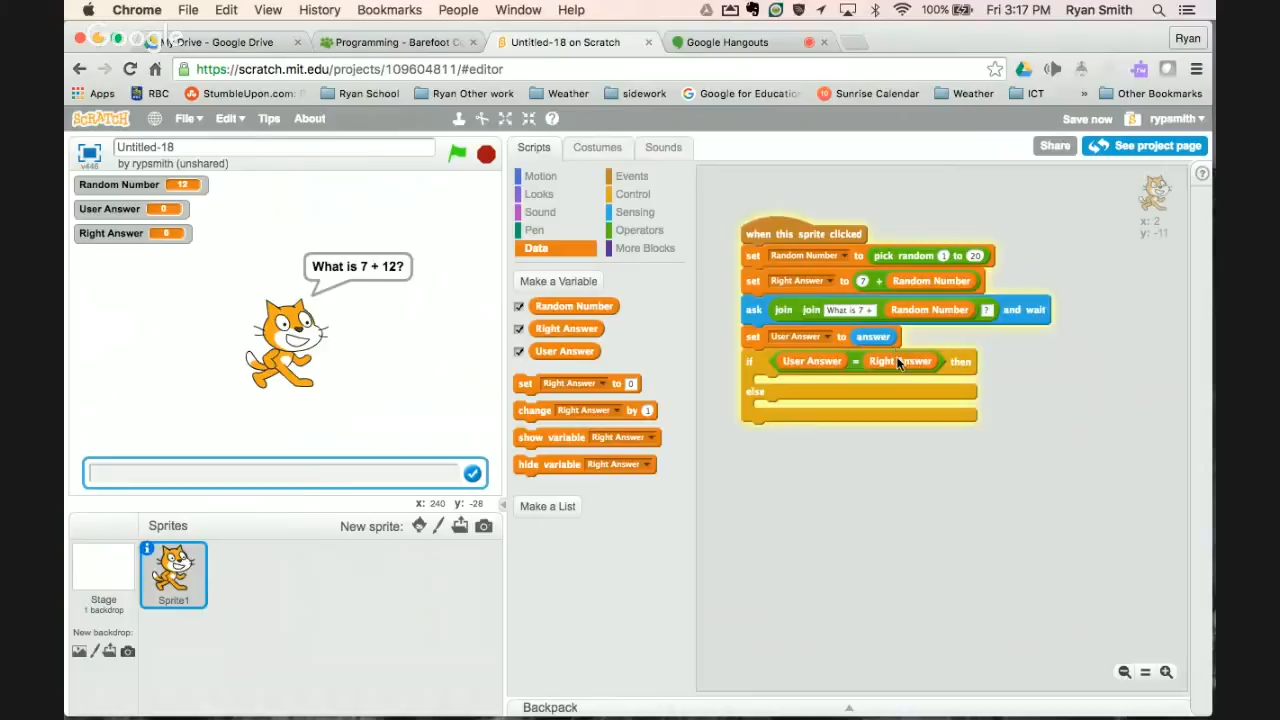 Chrome File Edit View History Bookmarks People Window Help 100% Fri 3:17 PM Ryan Smith
My Drive - Google Drive × Programming - Barefoot C × Untitled-18 on Scratch × Google Hangouts × Ryan
https://scratch.mit.edu/projects/109604811/#editor
Apps RBC StumbleUpon.com: Ryan School Ryan Other work Weather sidework Google for Education Sunrise Calendar Weather ICT » Other Bookmarks
SCRATCH File Edit Tips About Save now rypsmith
Untitled-18
by rypsmith (unshared)
v446
Scripts Costumes Sounds
Share See project page
Random Number 12
User Answer 0
Right Answer 0
What is 7 + 12?
x: 240 y: -28
Motion Events
Looks Control
Sound Sensing
Pen Operators
Data More Blocks
Make a Variable
Random Number
Right Answer
User Answer
set Right Answer to 0
change Right Answer by 1
show variable Right Answer
hide variable Right Answer
Make a List
when this sprite clicked
set Random Number to pick random 1 to 20
set Right Answer to 7 + Random Number
ask join join What is 7 + Random Number ? and wait
set User Answer to answer
if User Answer = Right Answer then
else
x: 2
y: -11
?
Sprites New sprite:
Stage
1 backdrop
New backdrop:
Sprite1
Backpack